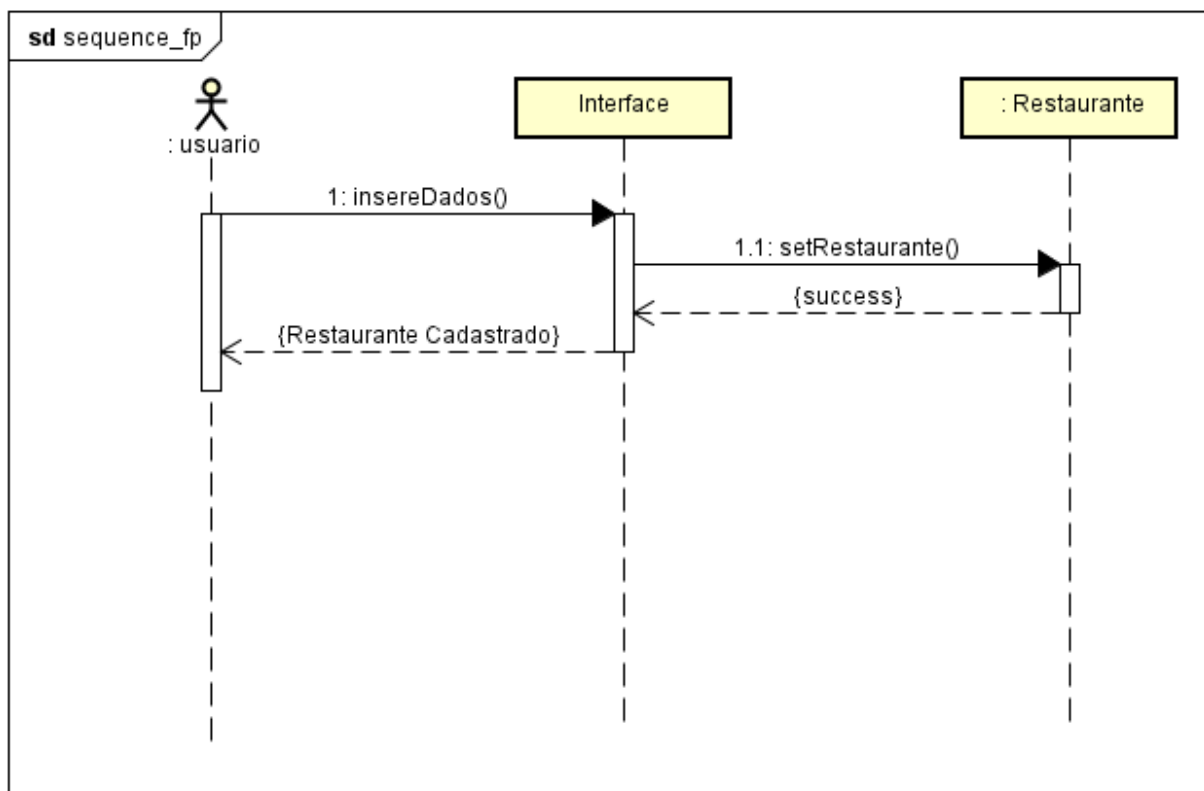 sd sequence_fp
: usuario
Interface
: Restaurante
1: insereDados()
1.1: setRestaurante()
{success}
{Restaurante Cadastrado}